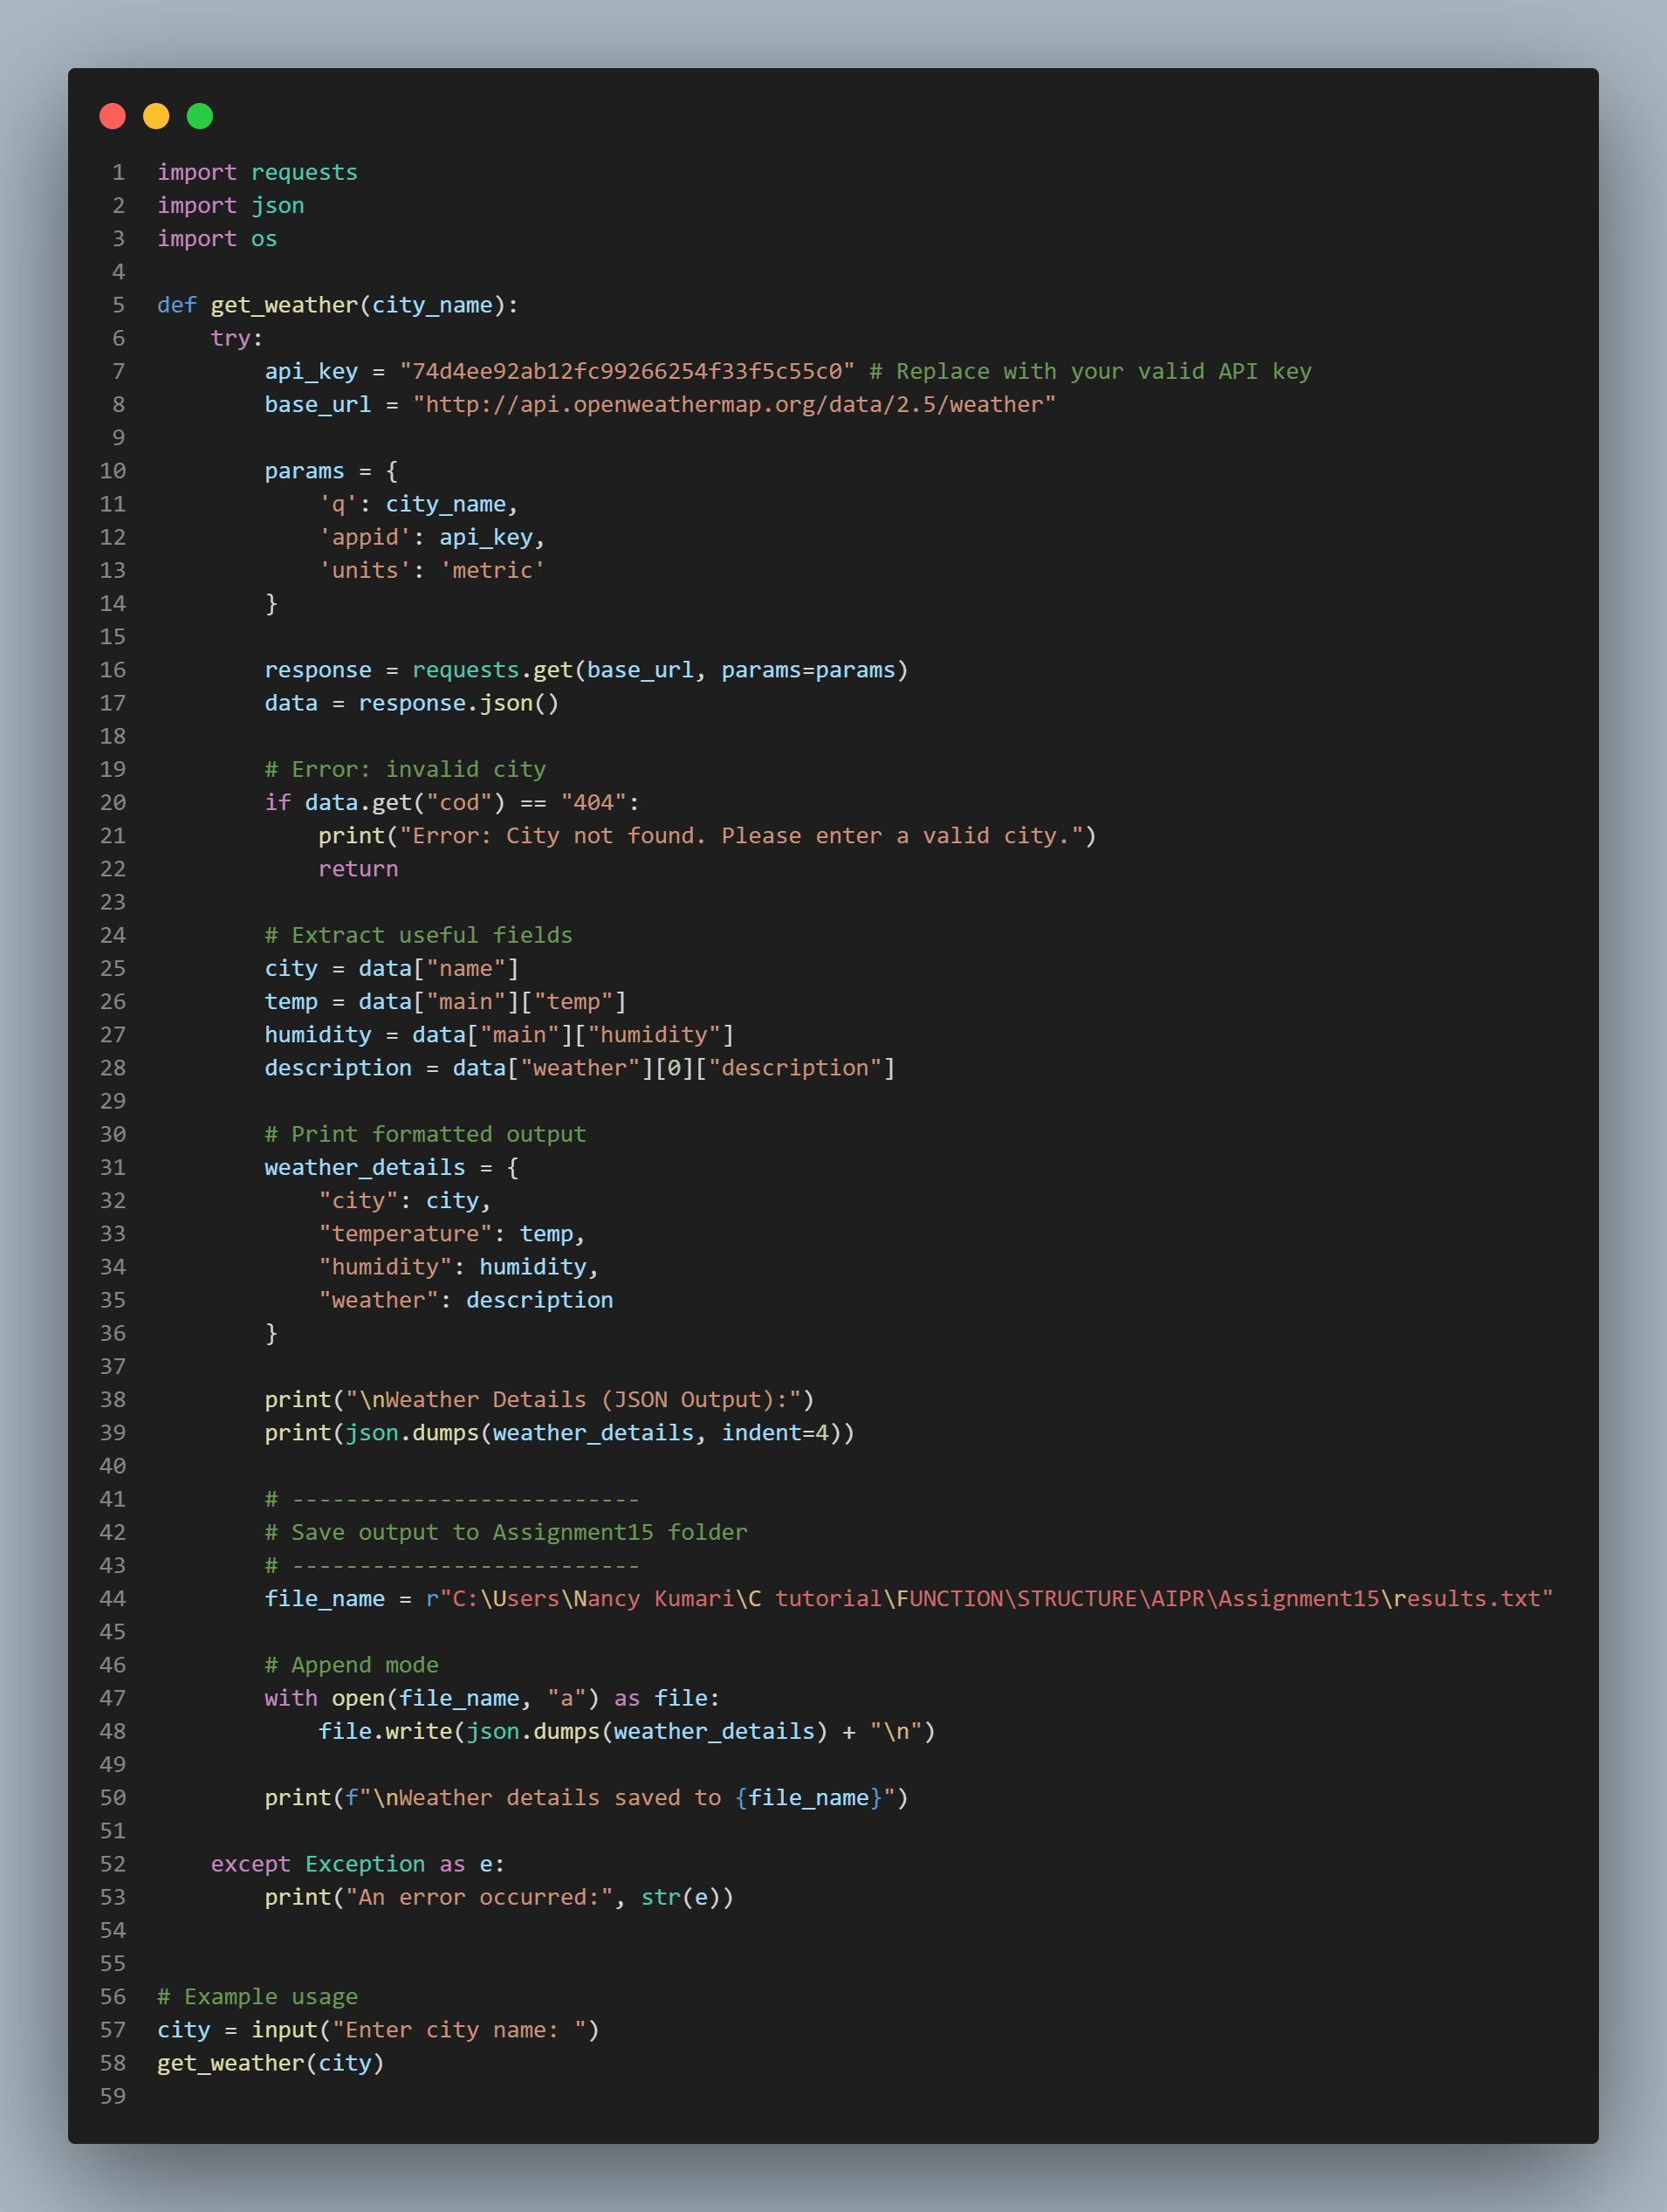 1 import requests
2 import json
3 import os
4
5 def get_weather(city_name):
6     try:
7         api_key = "74d4ee92ab12fc99266254f33f5c55c0" # Replace with your valid API key
8         base_url = "http://api.openweathermap.org/data/2.5/weather"
9
10         params = {
11             'q': city_name,
12             'appid': api_key,
13             'units': 'metric'
14         }
15
16         response = requests.get(base_url, params=params)
17         data = response.json()
18
19         # Error: invalid city
20         if data.get("cod") == "404":
21             print("Error: City not found. Please enter a valid city.")
22             return
23
24         # Extract useful fields
25         city = data["name"]
26         temp = data["main"]["temp"]
27         humidity = data["main"]["humidity"]
28         description = data["weather"][0]["description"]
29
30         # Print formatted output
31         weather_details = {
32             "city": city,
33             "temperature": temp,
34             "humidity": humidity,
35             "weather": description
36         }
37
38         print("\nWeather Details (JSON Output):")
39         print(json.dumps(weather_details, indent=4))
40
41         # --------------------------
42         # Save output to Assignment15 folder
43         # --------------------------
44         file_name = r"C:\Users\Nancy Kumari\C tutorial\FUNCTION\STRUCTURE\AIPR\Assignment15\results.txt"
45
46         # Append mode
47         with open(file_name, "a") as file:
48             file.write(json.dumps(weather_details) + "\n")
49
50         print(f"\nWeather details saved to {file_name}")
51
52     except Exception as e:
53         print("An error occurred:", str(e))
54
55
56 # Example usage
57 city = input("Enter city name: ")
58 get_weather(city)
59